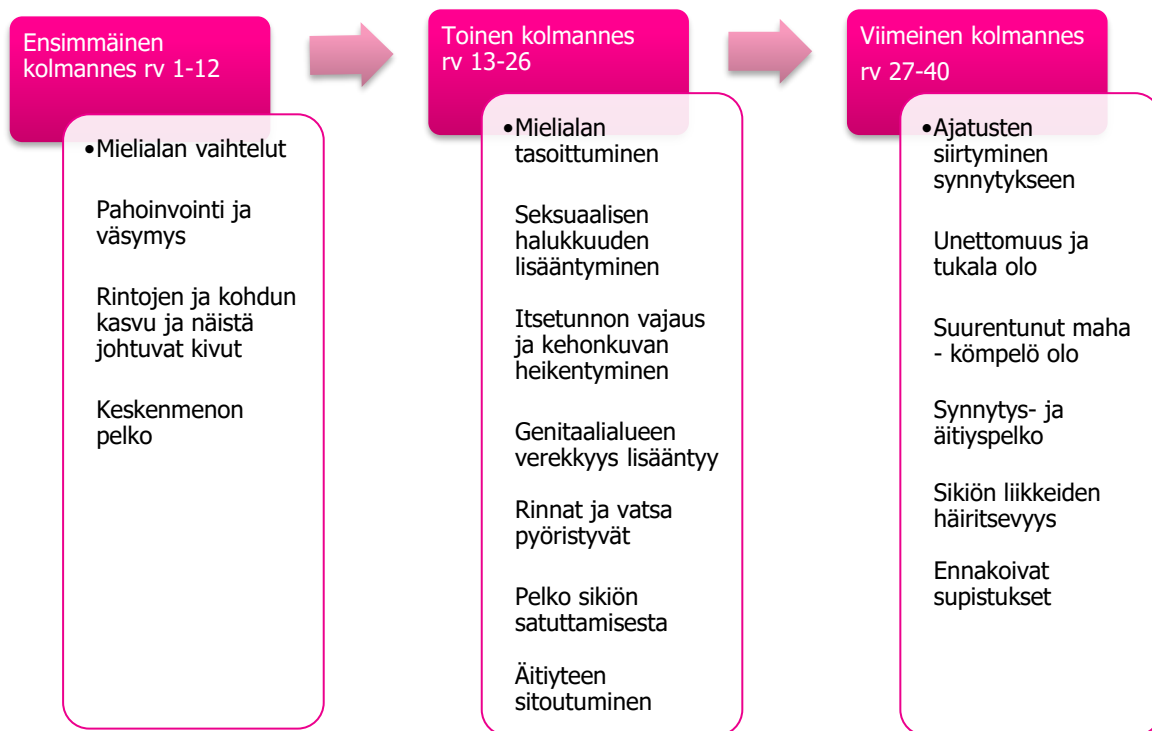 Ensimmäinen
kolmannes rv 1-12
•Mielialan vaihtelut
Pahoinvointi ja
väsymys
Rintojen ja kohdun
kasvu ja näistä
johtuvat kivut
Keskenmenon
pelko
Toinen kolmannes
rv 13-26
•Mielialan
tasoittuminen
Seksuaalisen
halukkuuden
lisääntyminen
Itsetunnon vajaus
ja kehonkuvan
heikentyminen
Genitaalialueen
verekkyys lisääntyy
Rinnat ja vatsa
pyöristyvät
Pelko sikiön
satuttamisesta
Äitiyteen
sitoutuminen
Viimeinen kolmannes
rv 27-40
•Ajatusten
siirtyminen
synnytykseen
Unettomuus ja
tukala olo
Suurentunut maha
- kömpelö olo
Synnytys- ja
äitiyspelko
Sikiön liikkeiden
häiritsevyys
Ennakoivat
supistukset